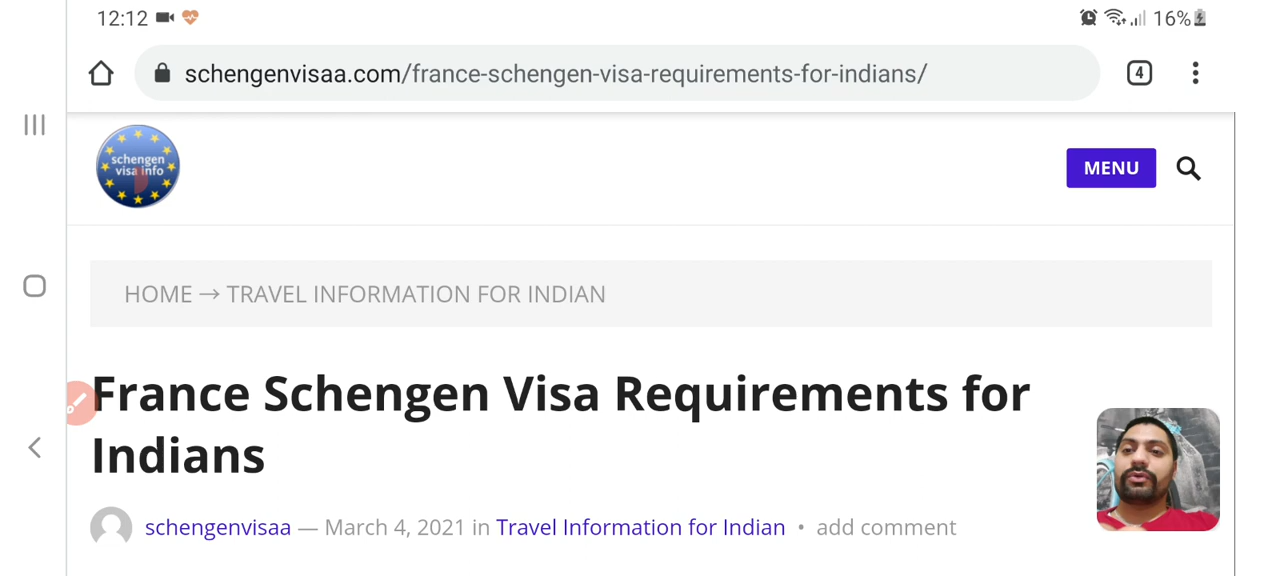 12:12
16%
schengenvisaa.com/france-schengen-visa-requirements-for-indians/
4
schengen
visa info
MENU
HOME → TRAVEL INFORMATION FOR INDIAN
France Schengen Visa Requirements for
Indians
schengenvisaa — March 4, 2021 in Travel Information for Indian • add comment